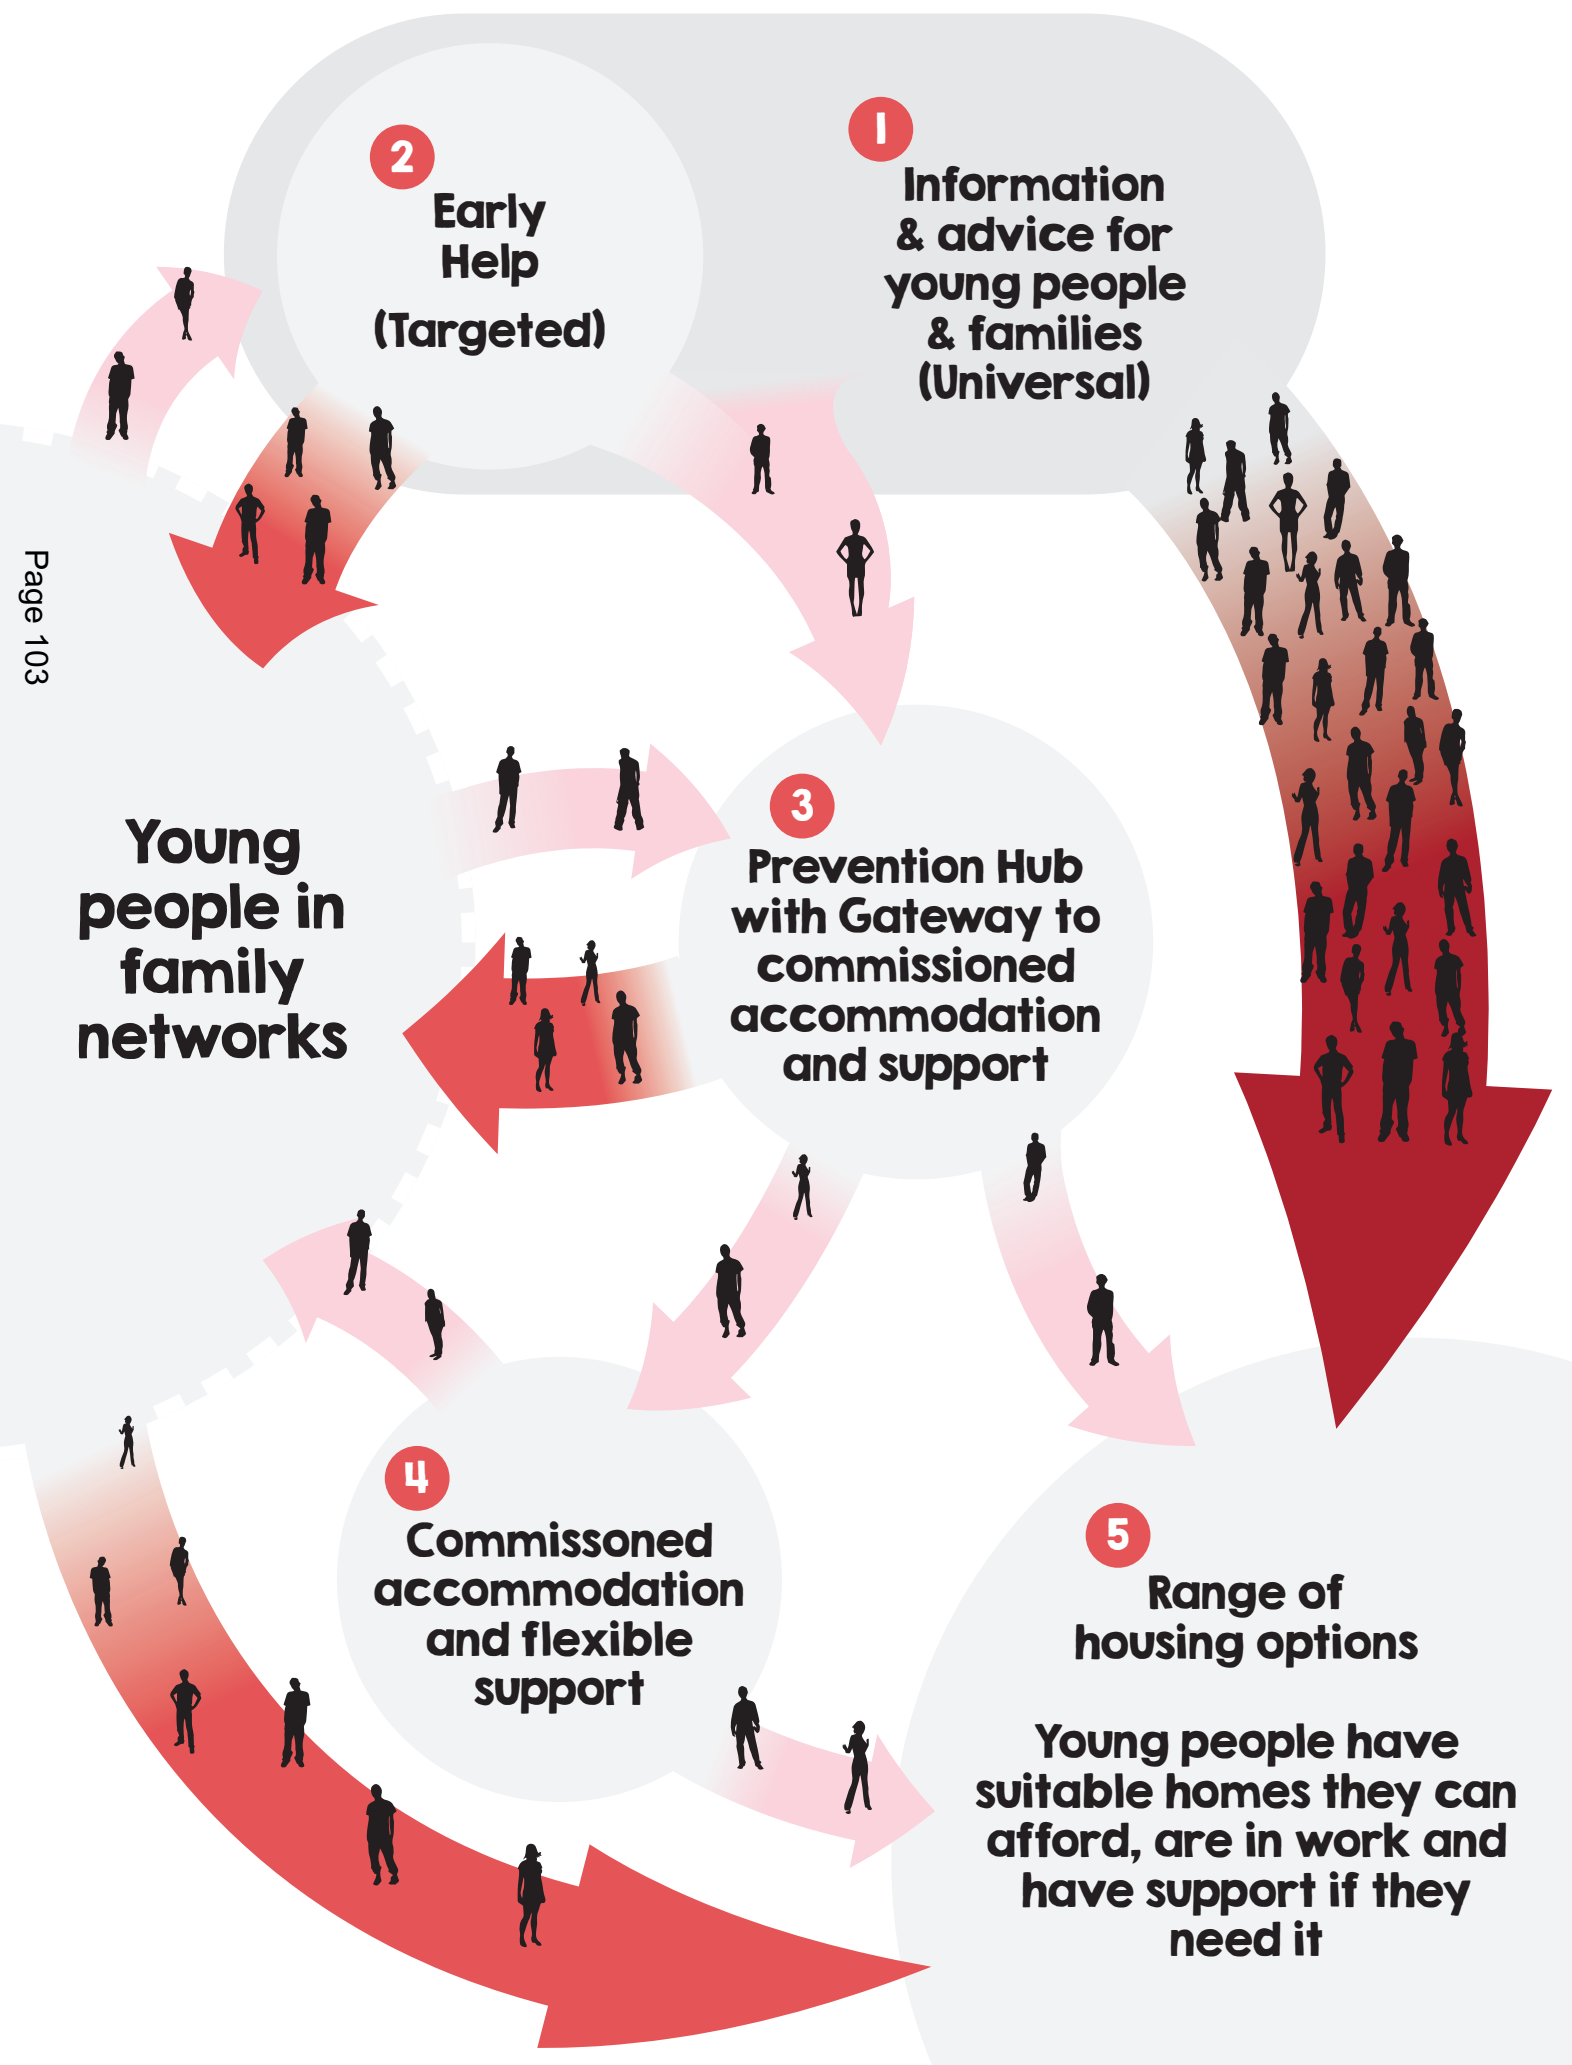 1
Information
& advice for
young people
& families
(Universal)
2
Early
Help
(Targeted)
Page 103
Young
people in
family
networks
3
Prevention Hub
with Gateway to
commissioned
accommodation
and support
4
Commissoned
accommodation
and flexible
support
5
Range of
housing options
Young people have
suitable homes they can
afford, are in work and
have support if they
need it